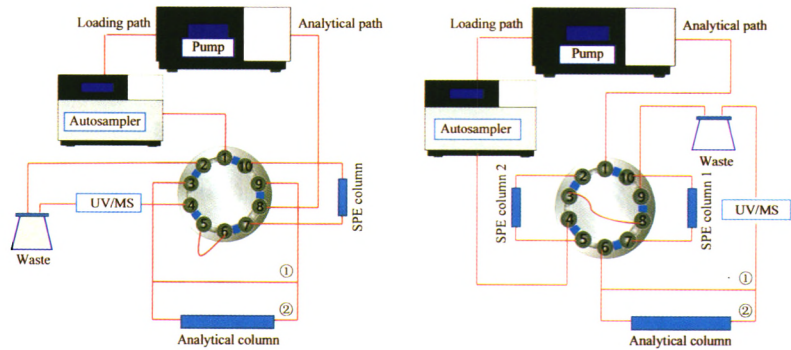 Loading path
Analytical path
Pump
Autosampler
1
2
10
3
9
4
8
5
6
7
UV/MS
SPE column
Waste
①
②
Analytical column
Loading path
Analytical path
Pump
Autosampler
Waste
1
2
10
3
9
4
8
5
6
7
SPE column 2
SPE column 1
UV/MS
①
②
Analytical column